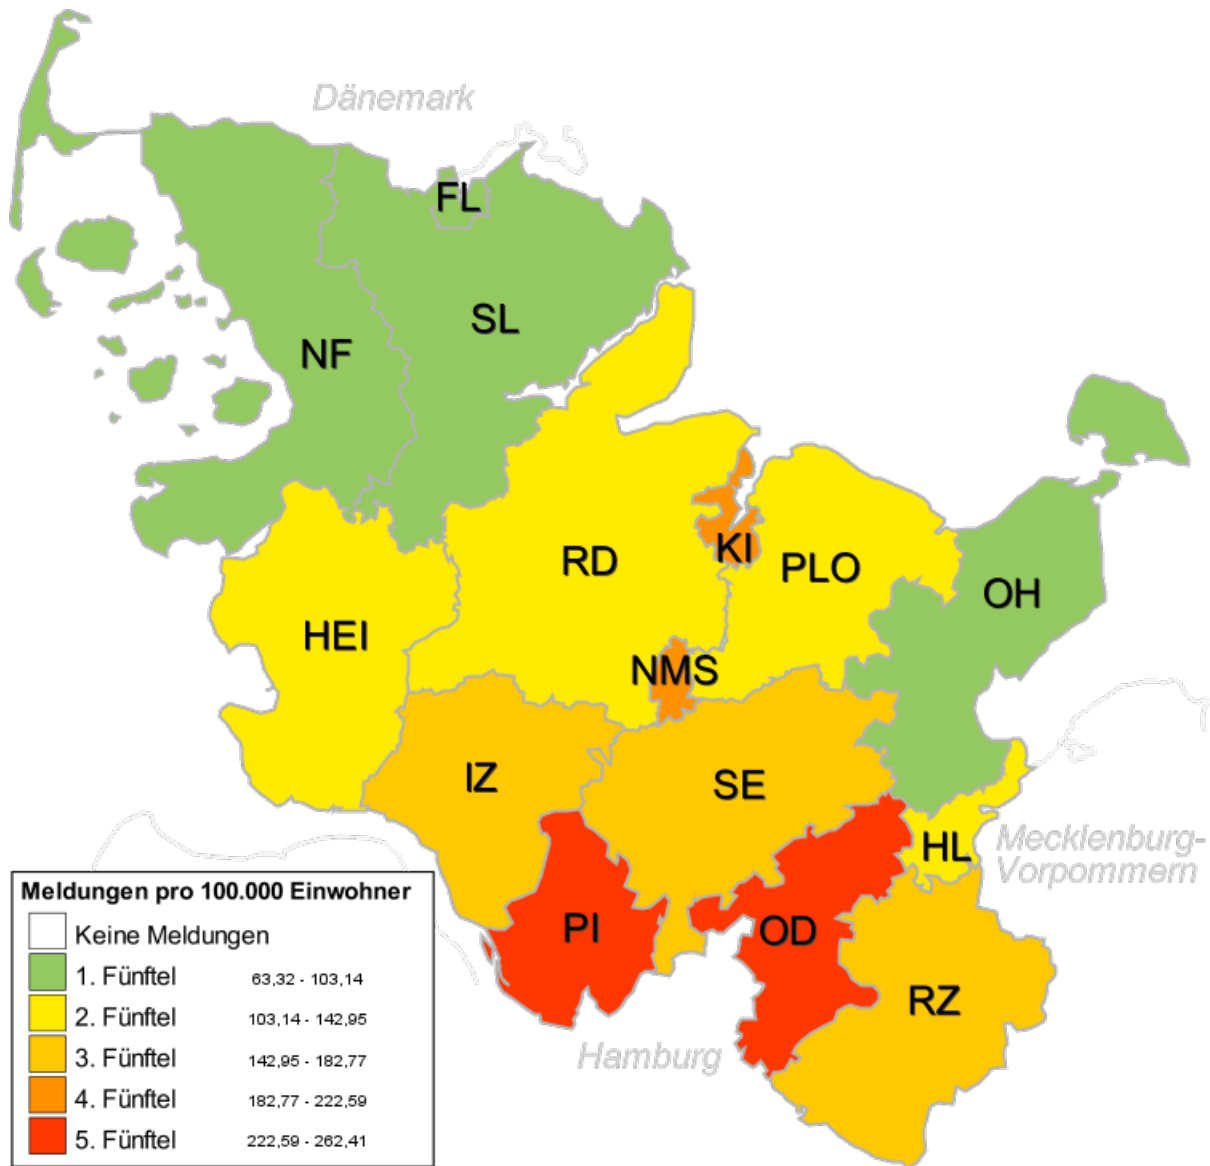 Dänemark
FL
SL
NF
RD
KI
PLO
OH
HEI
NMS
IZ
SE
HL
Mecklenburg-
Vorpommern
PI
OD
RZ
Hamburg
Meldungen pro 100.000 Einwohner
Keine Meldungen
1. Fünftel 63,32 - 103,14
2. Fünftel 103,14 - 142,95
3. Fünftel 142,95 - 182,77
4. Fünftel 182,77 - 222,59
5. Fünftel 222,59 - 262,41